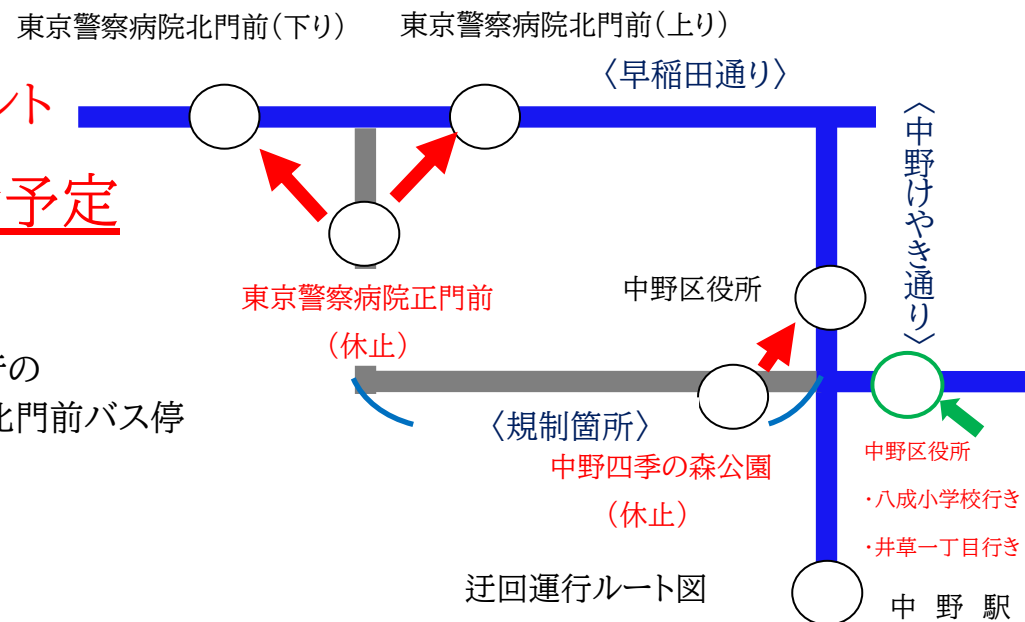 東京警察病院北門前(下り)
東京警察病院北門前(上り)
〈早稲田通り〉
ント
予定
〈中野けやき通り〉
東京警察病院正門前
(休止)
中野区役所
の
北門前バス停
〈規制箇所〉
中野四季の森公園
(休止)
中野区役所
・八成小学校行き
・井草一丁目行き
迂回運行ルート図
中野駅